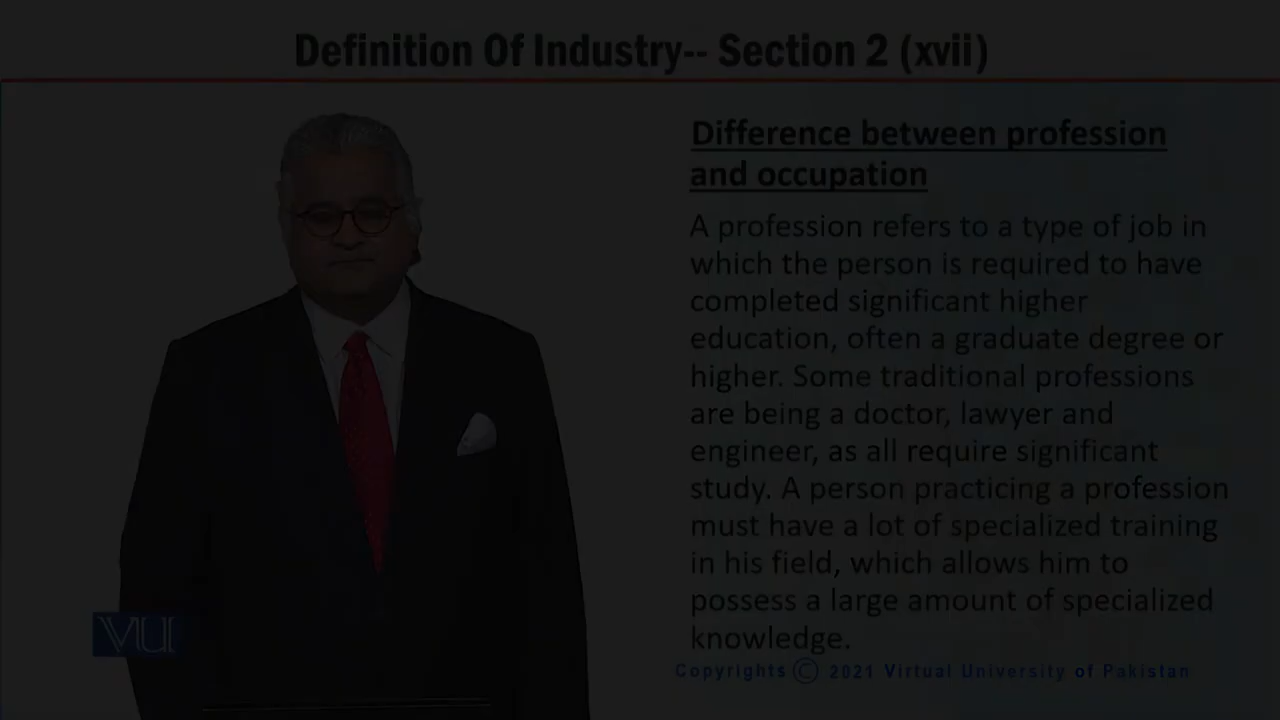 Definition Of Industry-- Section 2 (xvii)
Difference between profession
and occupation
A profession refers to a type of job in
which the person is required to have
completed significant higher
education, often a graduate degree or
higher. Some traditional professions
are being a doctor, lawyer and
engineer, as all require significant
study. A person practicing a profession
must have a lot of specialized training
in his field, which allows him to
possess a large amount of specialized
knowledge.
VU
Copyrights © 2021 Virtual University of Pakistan